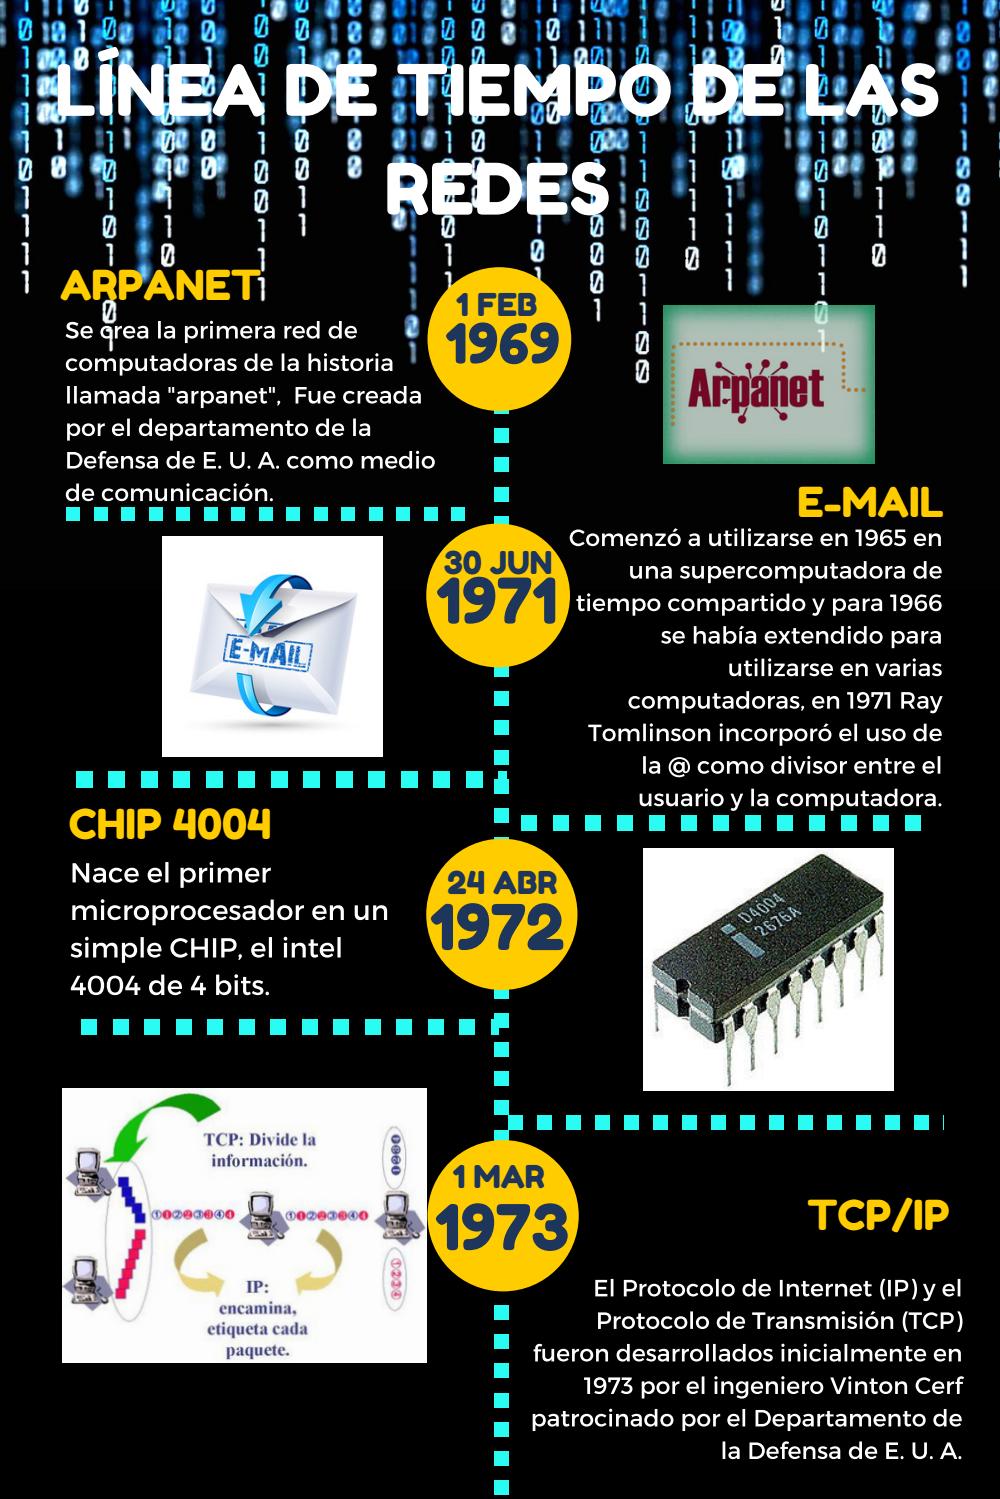 LÍNEA DE TIEMPO DE LAS
REDES
ARPANET
Se crea la primera red de
computadoras de la historia
llamada "arpanet", Fue creada
por el departamento de la
Defensa de E. U. A. como medio
de comunicación.
1 FEB
1969
Arpanet
E-MAIL
Comenzó a utilizarse en 1965 en
una supercomputadora de
tiempo compartido y para 1966
se había extendido para
utilizarse en varias
computadoras, en 1971 Ray
Tomlinson incorporó el uso de
la @ como divisor entre el
usuario y la computadora.
30 JUN
1971
E-MAIL
CHIP 4004
Nace el primer
microprocesador en un
simple CHIP, el intel
4004 de 4 bits.
24 ABR
1972
D4004
2676A
TCP: Divide la
información.
IP:
encamina,
etiqueta cada
paquete.
1 MAR
1973
TCP/IP
El Protocolo de Internet (IP) y el
Protocolo de Transmisión (TCP)
fueron desarrollados inicialmente en
1973 por el ingeniero Vinton Cerf
patrocinado por el Departamento de
la Defensa de E. U. A.